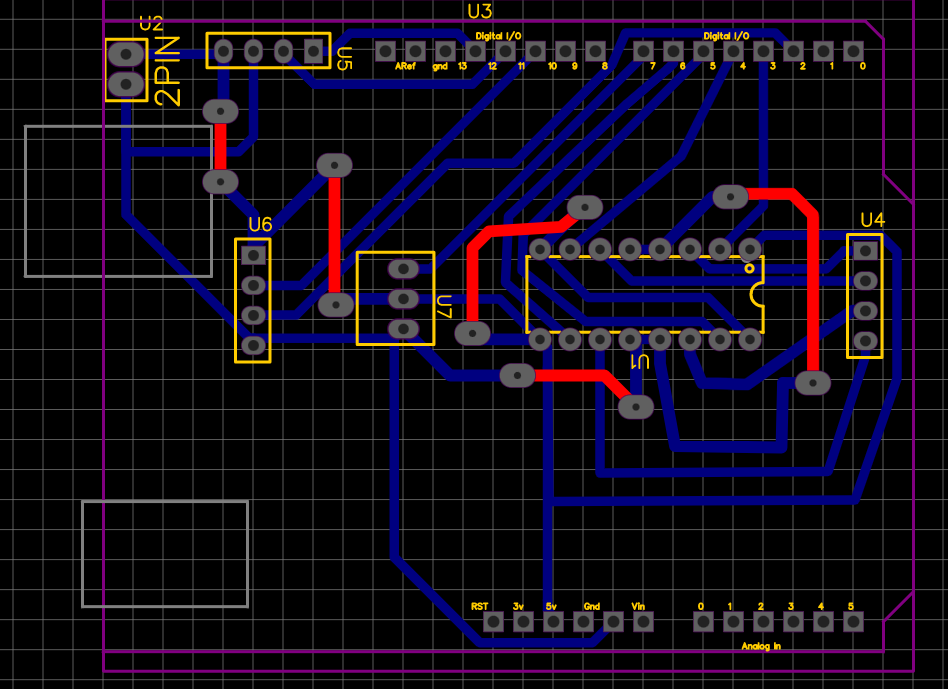 U3
U2
2PIN
U5
Digital I/O
Digital I/O
ARef gnd 13 12 11 10 9 8 7 6 5 4 3 2 1 0
U6
U4
U7
U1
RST 3v 5v Gnd Vin 0 1 2 3 4 5
Analog In